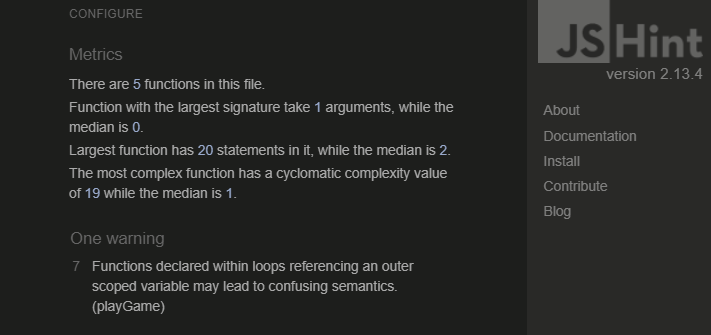 CONFIGURE
JSHint
version 2.13.4
Metrics
There are 5 functions in this file.
Function with the largest signature take 1 arguments, while the
median is 0.
Largest function has 20 statements in it, while the median is 2.
The most complex function has a cyclomatic complexity value
of 19 while the median is 1.
One warning
7 Functions declared within loops referencing an outer
scoped variable may lead to confusing semantics.
(playGame)
About
Documentation
Install
Contribute
Blog